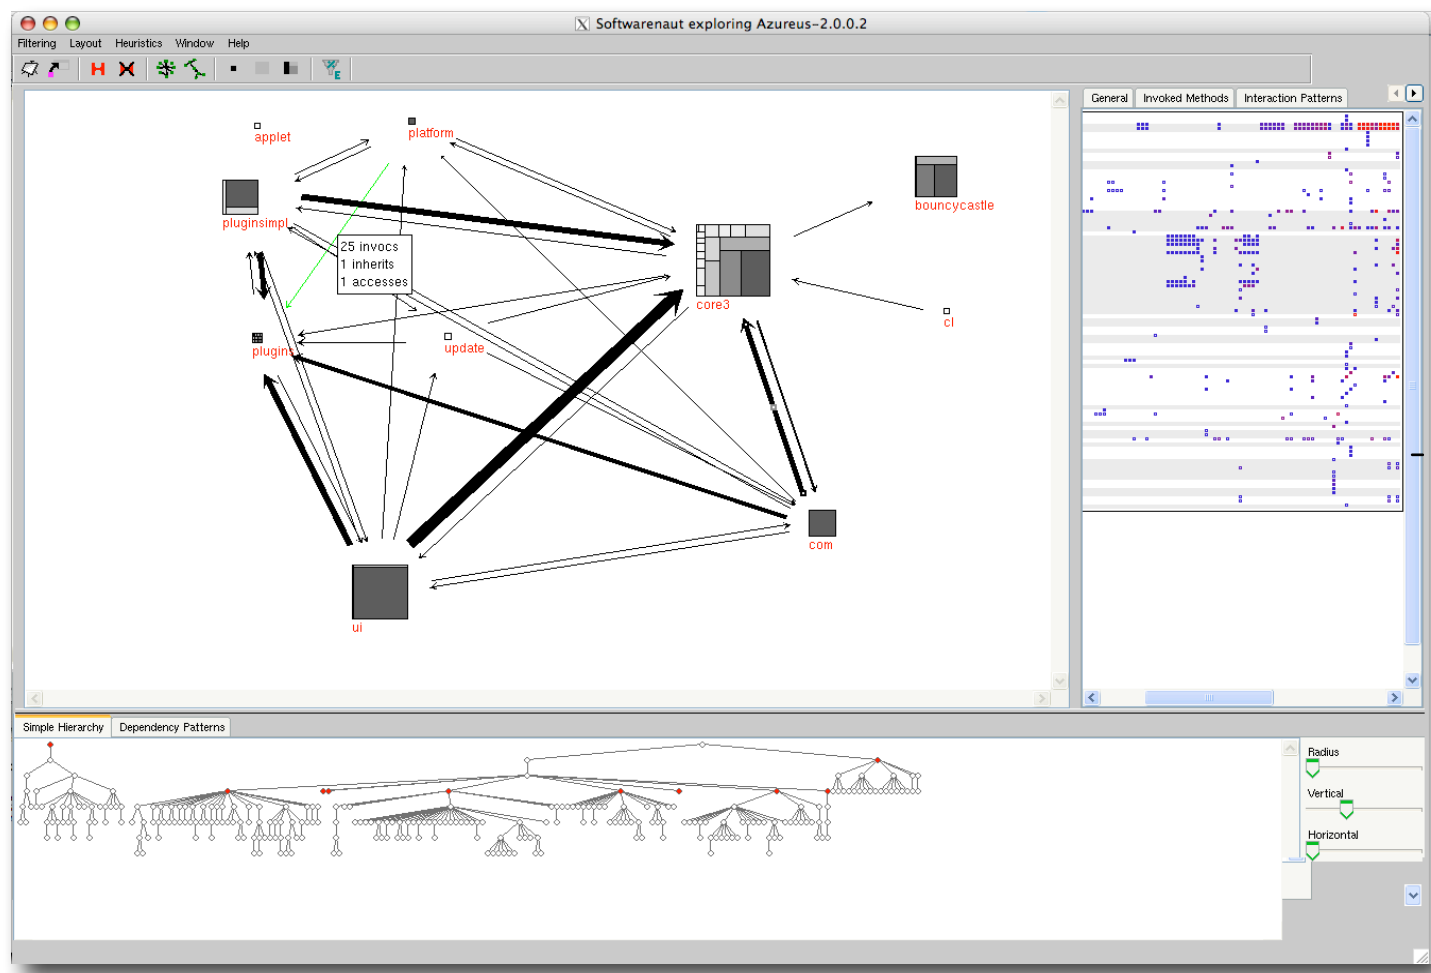 Softwarenaut exploring Azureus-2.0.0.2
Filtering Layout Heuristics Window Help
E
General Invoked Methods Interaction Patterns
applet
platform
bouncycastle
pluginsimpl
25 invocs
1 inherits
1 accesses
core3
cl
plugins
update
com
ui
Simple Hierarchy Dependency Patterns
Radius
Vertical
Horizontal